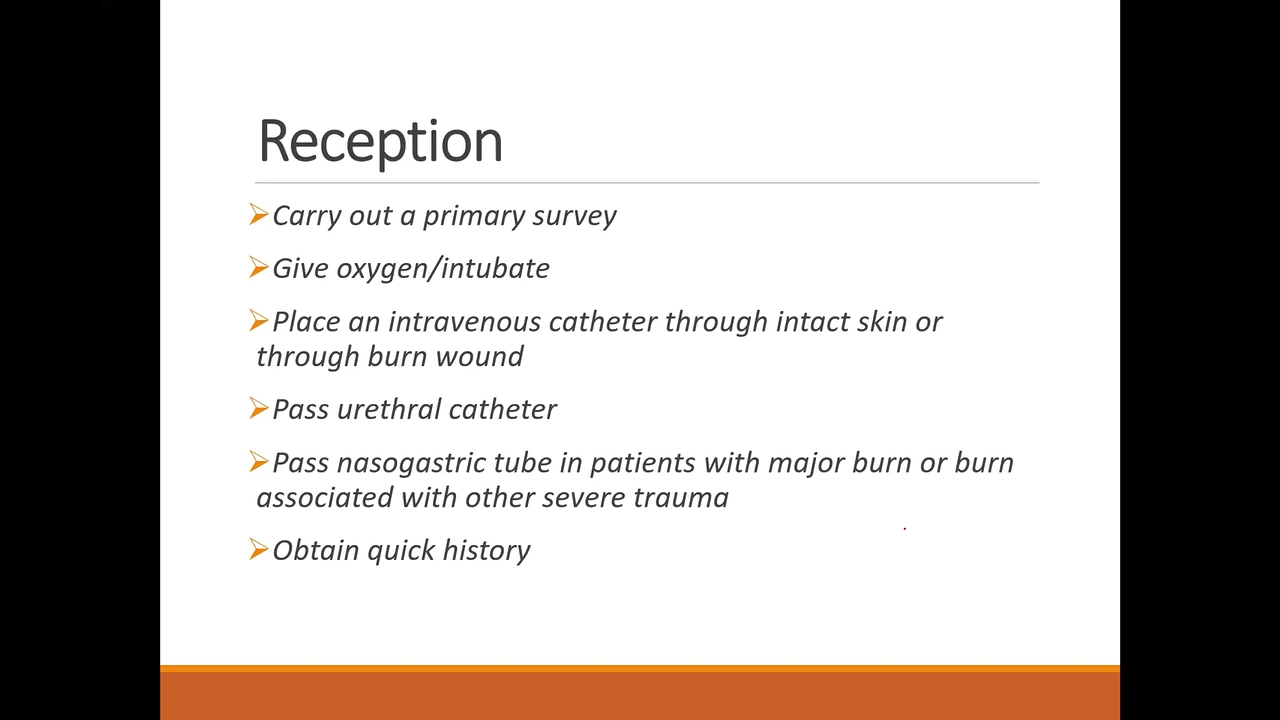 Reception
Carry out a primary survey
Give oxygen/intubate
Place an intravenous catheter through intact skin or
through burn wound
Pass urethral catheter
Pass nasogastric tube in patients with major burn or burn
associated with other severe trauma
Obtain quick history